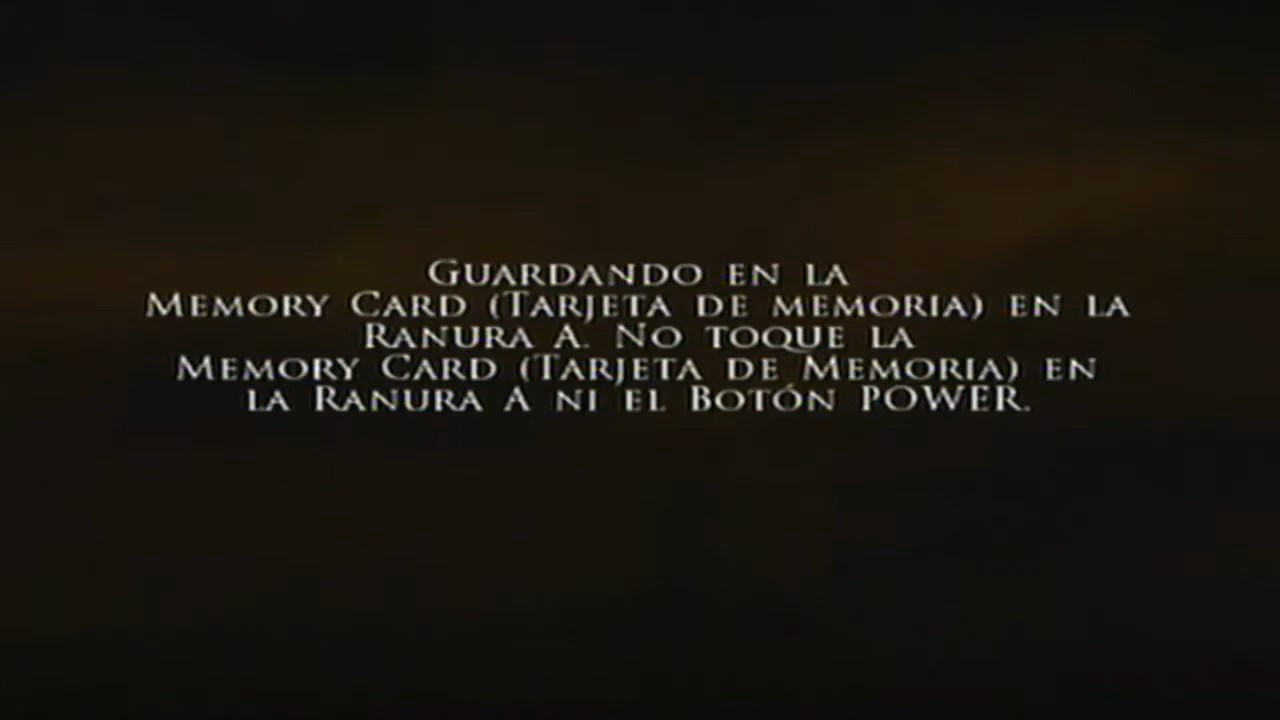 Guardando en la
Memory Card (Tarjeta de memoria) en la
Ranura A. No toque la
Memory Card (Tarjeta de Memoria) en
la Ranura A ni el Botón POWER.